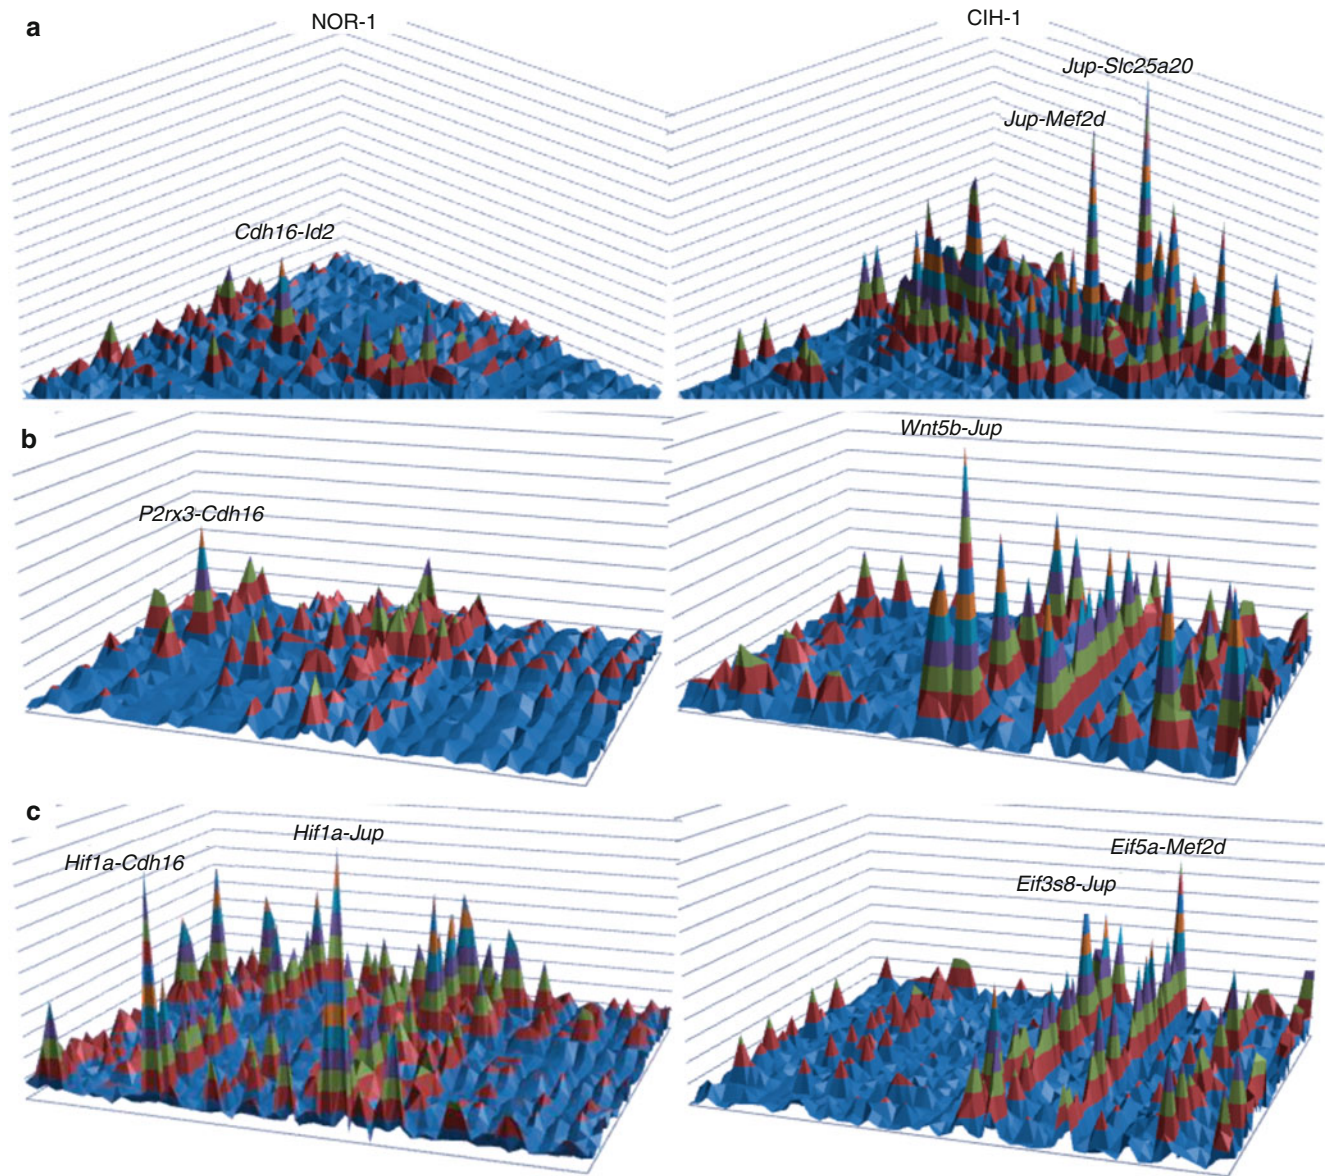 a
NOR-1
CIH-1
Cdh16-Id2
Jup-Slc25a20
Jup-Mef2d
b
P2rx3-Cdh16
Wnt5b-Jup
c
Hif1a-Jup
Hif1a-Cdh16
Eif5a-Mef2d
Eif3s8-Jup